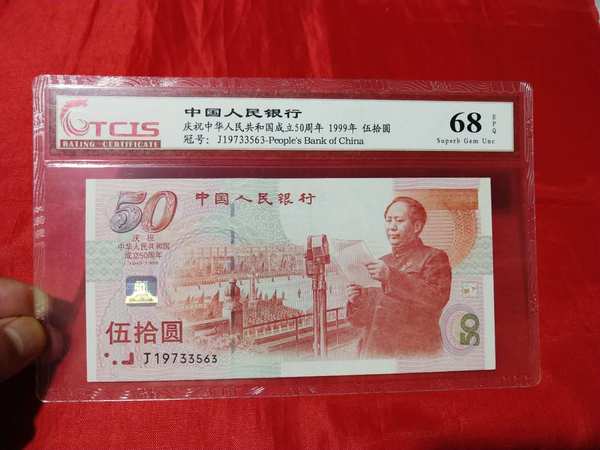 TCIS
RATING CERTIFICATE
中国人民银行
庆祝中华人民共和国成立50周年 1999年 伍拾圆
冠号：J19733563-People's Bank of China
68 EPQ
Superb Gem Unc
50
中国人民银行
庆祝
中华人民共和国
成立50周年
1949-1999
伍拾圆
J19733563
50